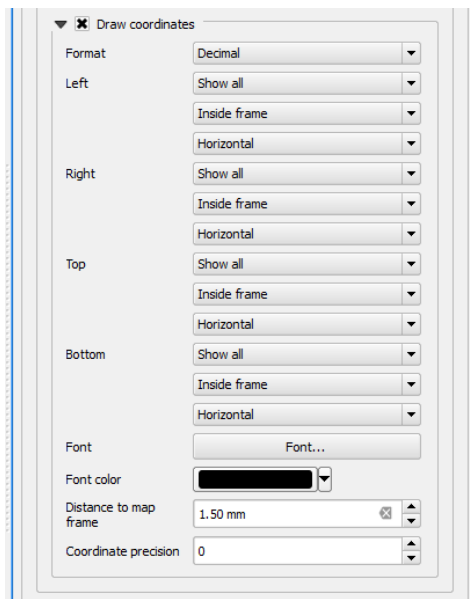 Draw coordinates
Format Decimal
Left Show all
Inside frame
Horizontal
Right Show all
Inside frame
Horizontal
Top Show all
Inside frame
Horizontal
Bottom Show all
Inside frame
Horizontal
Font Font...
Font color
Distance to map
frame 1.50 mm
Coordinate precision 0